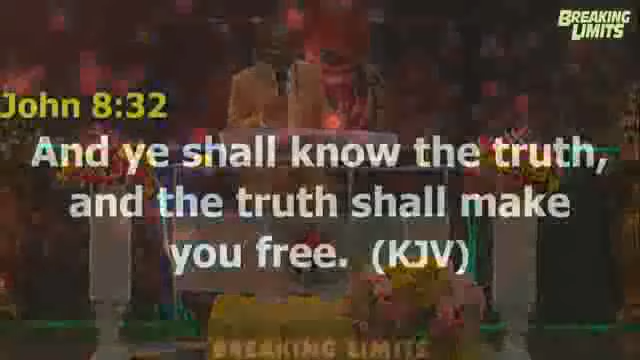 BREAKING
LIMITS
John 8:32
And ye shall know the truth,
and the truth shall make
you free. (KJV)
BREAKING LIMITS